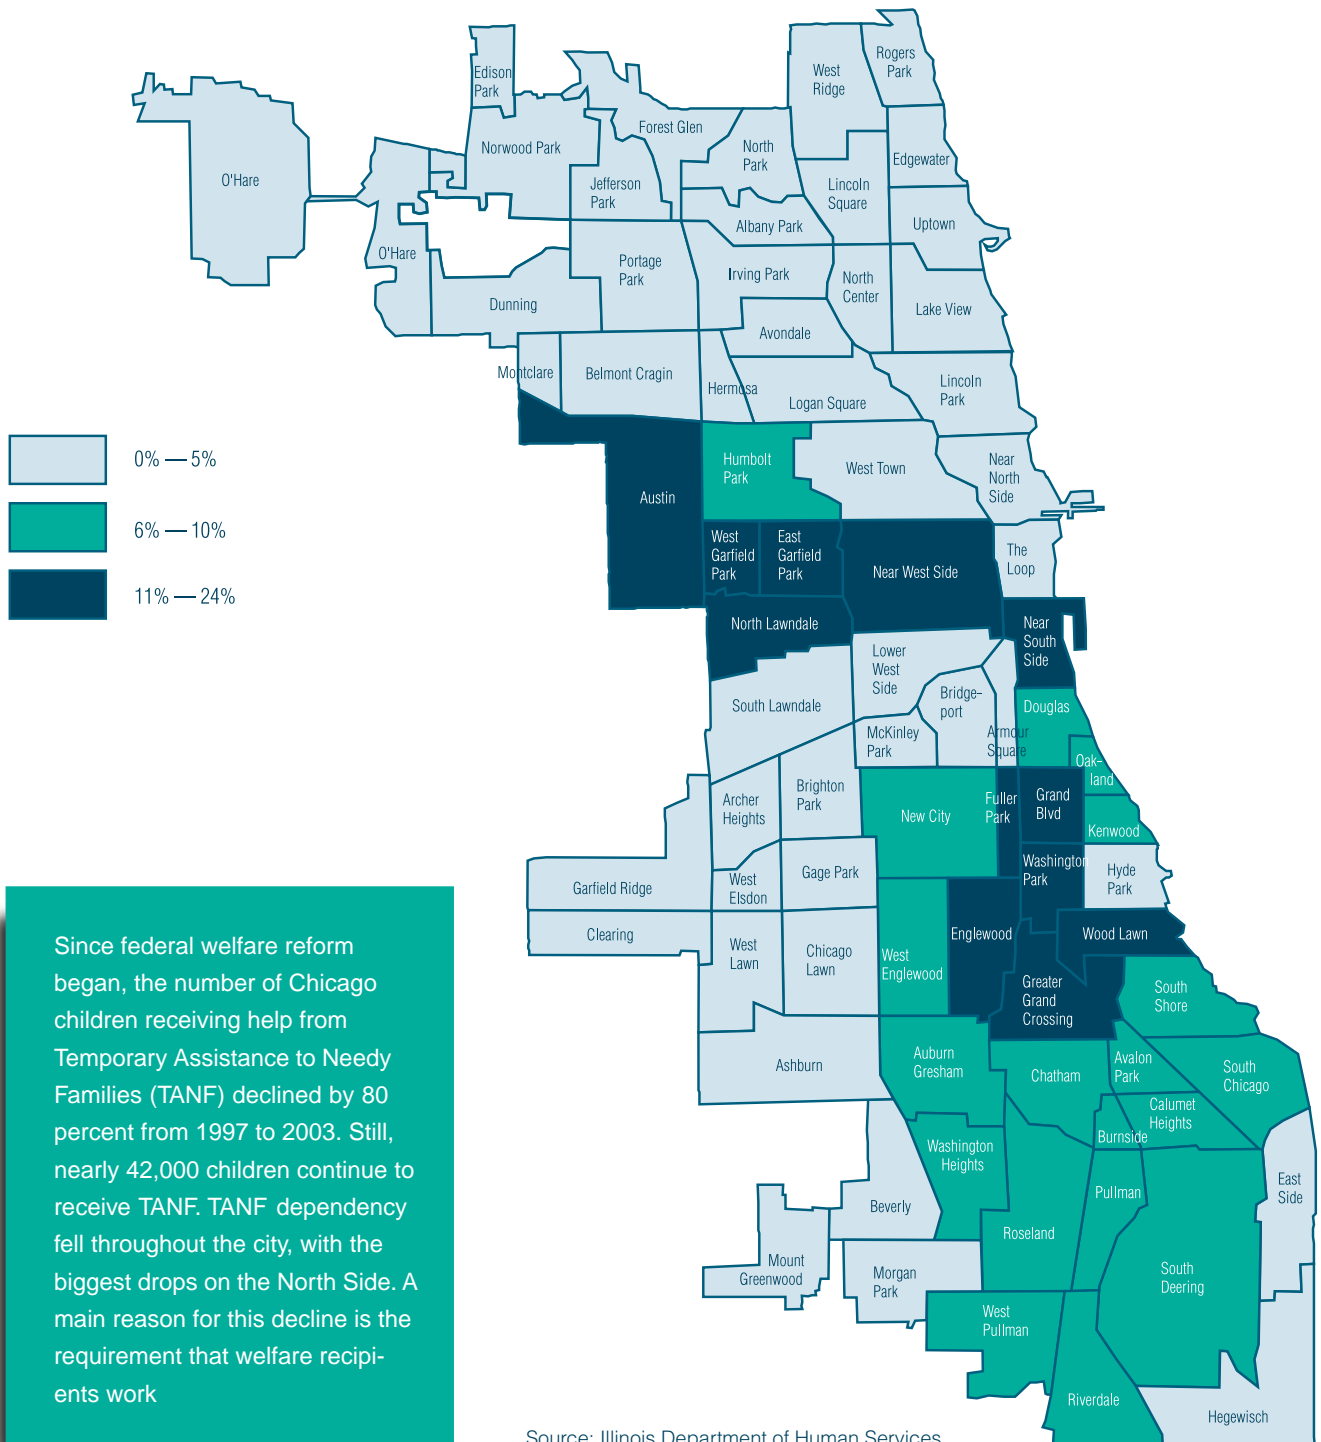 Edison
Park
Rogers
Park
West
Ridge
Forest Glen
Norwood Park
North
Park
Edgewater
O'Hare
Jefferson
Park
Lincoln
Square
Albany Park
Uptown
O'Hare
Portage
Park
Irving Park
North
Center
Dunning
Lake View
Avondale
Montclare
Belmont Cragin
Hermosa
Logan Square
Lincoln
Park
0% — 5%
6% — 10%
11% — 24%
Humbolt
Park
West Town
Near
North
Side
Austin
West
Garfield
Park
East
Garfield
Park
Near West Side
The
Loop
North Lawndale
Near
South
Side
Lower
West
Side
South Lawndale
Bridge-
port
Douglas
McKinley
Park
Armour
Square
Oak-
land
Archer
Heights
Brighton
Park
New City
Fuller
Park
Grand
Blvd
Kenwood
Garfield Ridge
West
Elsdon
Gage Park
Washington
Park
Hyde
Park
Clearing
West
Lawn
Chicago
Lawn
West
Englewood
Englewood
Wood Lawn
Greater
Grand
Crossing
South
Shore
Ashburn
Auburn
Gresham
Chatham
Avalon
Park
South
Chicago
Calumet
Heights
Burnside
Washington
Heights
Pullman
East
Side
Beverly
Roseland
Mount
Greenwood
Morgan
Park
South
Deering
West
Pullman
Riverdale
Hegewisch
Since federal welfare reform
began, the number of Chicago
children receiving help from
Temporary Assistance to Needy
Families (TANF) declined by 80
percent from 1997 to 2003. Still,
nearly 42,000 children continue to
receive TANF. TANF dependency
fell throughout the city, with the
biggest drops on the North Side. A
main reason for this decline is the
requirement that welfare recipi-
ents work
Source: Illinois Department of Human Services